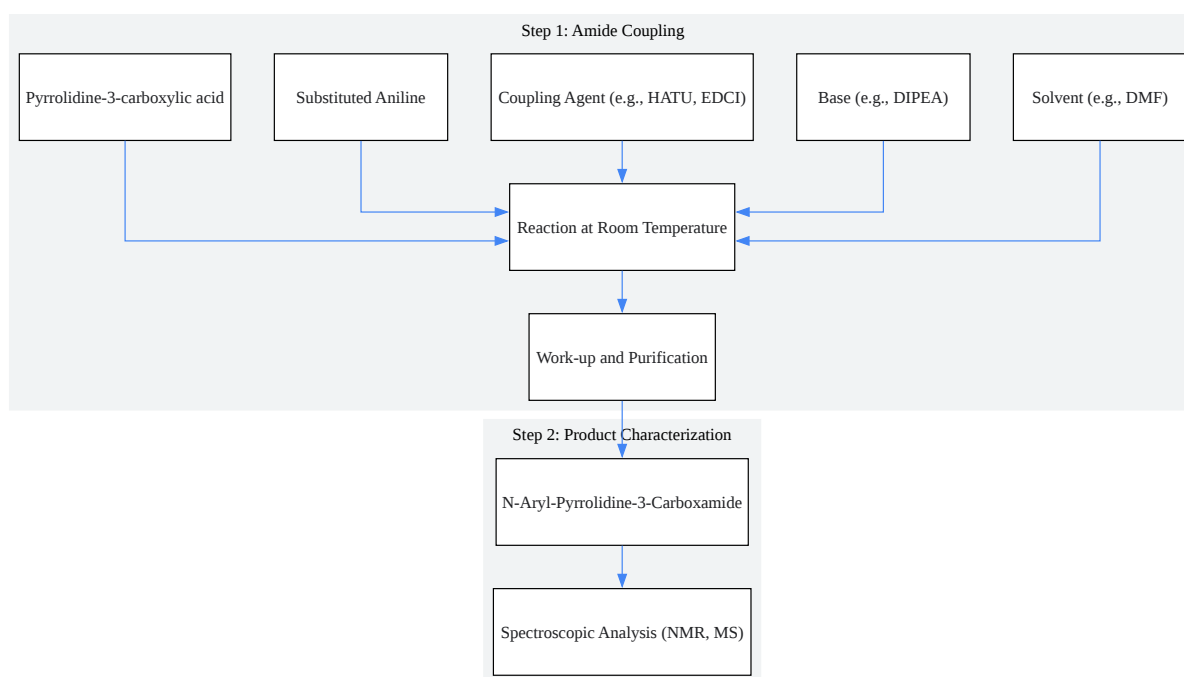 Step 1: Amide Coupling
Pyrrolidine-3-carboxylic acid
Substituted Aniline
Coupling Agent (e.g., HATU, EDCI)
Base (e.g., DIPEA)
Solvent (e.g., DMF)
Reaction at Room Temperature
Work-up and Purification
Step 2: Product Characterization
N-Aryl-Pyrrolidine-3-Carboxamide
Spectroscopic Analysis (NMR, MS)